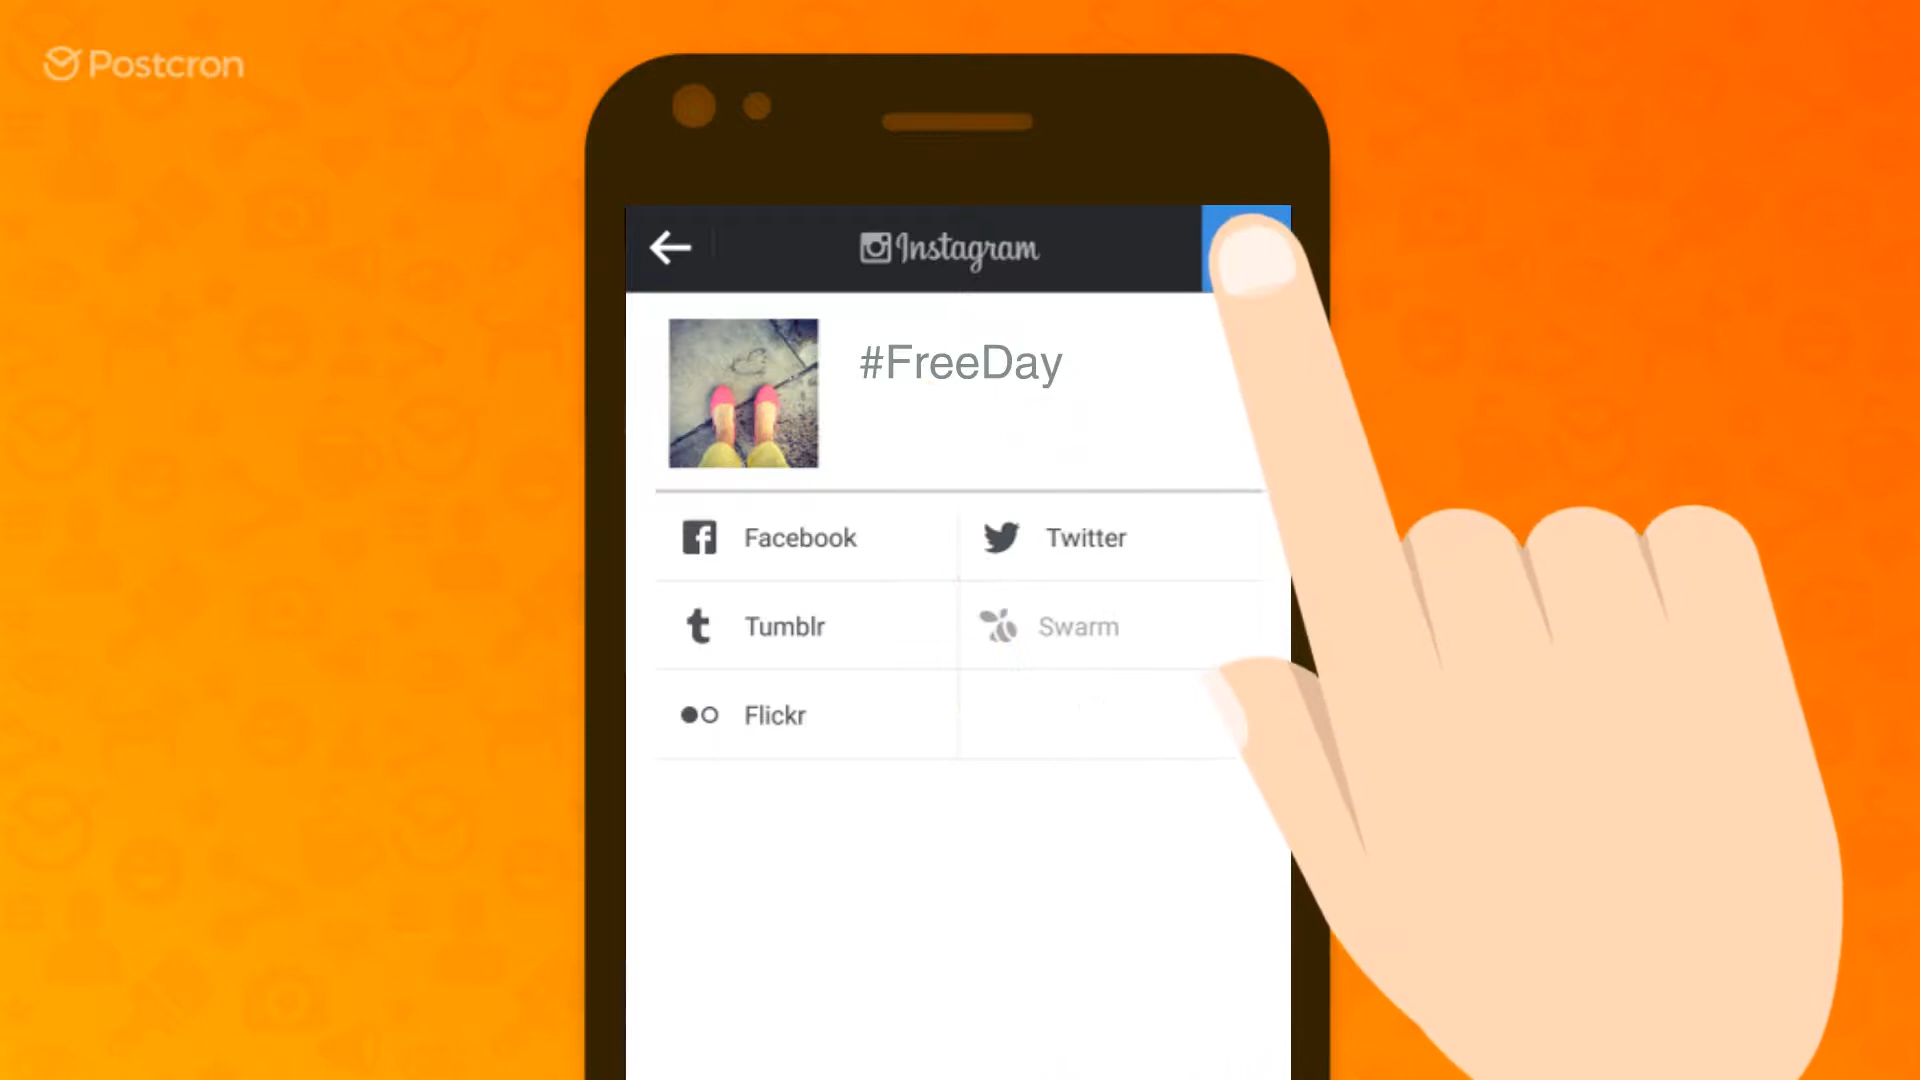 Postcron
Instagram
#FreeDay
Facebook
Twitter
Tumblr
Swarm
Flickr